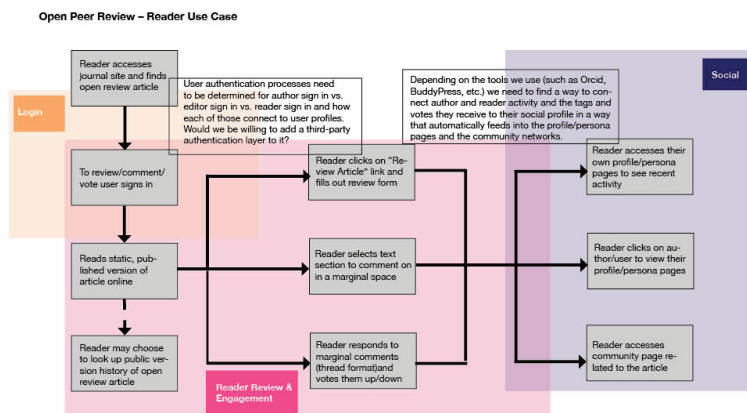 Open Peer Review – Reader Use Case
Reader accesses
journal site and finds
open review article
User authentication processes need
to be determined for author sign in vs.
editor sign in vs. reader sign in and how
each of those connect to user profiles.
Would we be willing to add a third-party
authentication layer to it?
Depending on the tools we use (such as Orcid,
BuddyPress, etc.) we need to find a way to con-
nect author and reader activity and the tags and
votes they receive to their social profile in a way
that automatically feeds into the profile/persona
pages and the community networks.
Social
Login
To review/comment/
vote user signs in
Reader clicks on "Re-
view Article" link and
fills out review form
Reader accesses their
own profile/persona
pages to see recent
activity
Reads static, pub-
lished version of
article online
Reader selects text
section to comment on
in a marginal space
Reader clicks on au-
thor/user to view their
profile/persona pages
Reader may choose
to look up public ver-
sion history of open
review article
Reader responds to
marginal comments
(thread format)and
votes them up/down
Reader accesses
community page re-
lated to the article
Reader Review &
Engagement